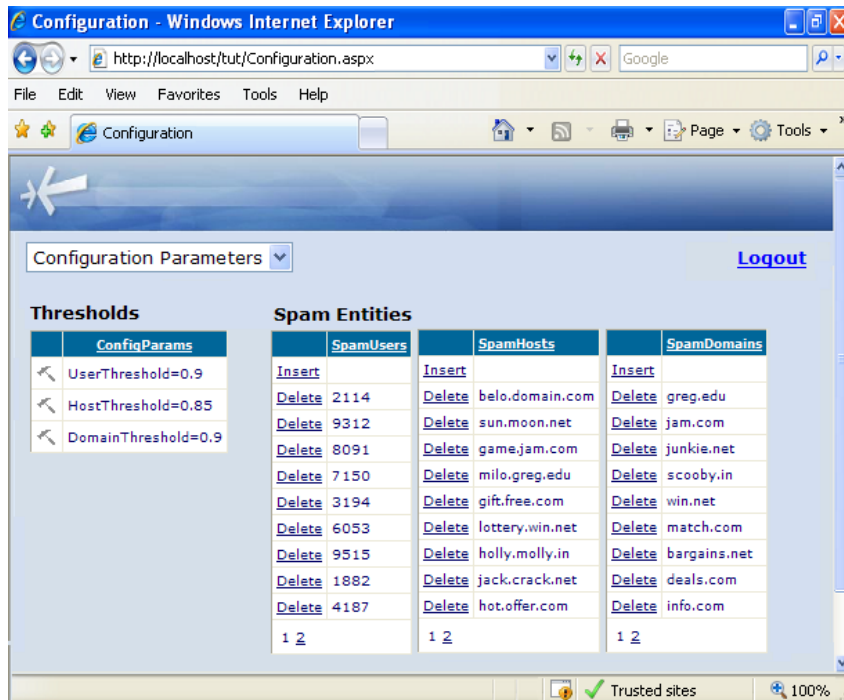 Configuration - Windows Internet Explorer
http://localhost/tut/Configuration.aspx
Google
File Edit View Favorites Tools Help
Configuration
Page Tools
Configuration Parameters
Logout
Thresholds
ConfigParams
UserThreshold=0.9
HostThreshold=0.85
DomainThreshold=0.9
Spam Entities
SpamUsers
Insert
Delete 2114
Delete 9312
Delete 8091
Delete 7150
Delete 3194
Delete 6053
Delete 9515
Delete 1882
Delete 4187
1 2
SpamHosts
Insert
Delete belo.domain.com
Delete sun.moon.net
Delete game.jam.com
Delete milo.greg.edu
Delete gift.free.com
Delete lottery.win.net
Delete holly.molly.in
Delete jack.crack.net
Delete hot.offer.com
1 2
SpamDomains
Insert
Delete greg.edu
Delete jam.com
Delete junkie.net
Delete scooby.in
Delete win.net
Delete match.com
Delete bargains.net
Delete deals.com
Delete info.com
1 2
Trusted sites
100%